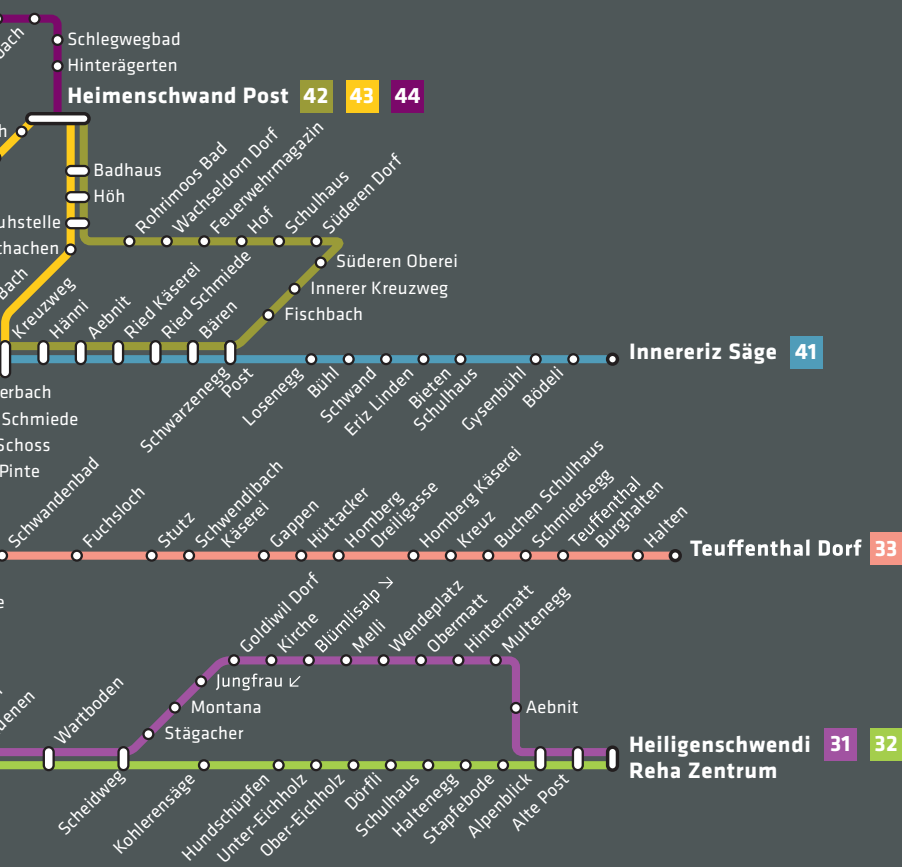 Schlegwegbad
Hinterägerten
Heimenschwand Post 42 43 44
Badhaus
Höh
Rohrimoos Bad
Wachseldorn Dorf
Feuerwehrmagazin
Hof
Schulhaus
Süderen Dorf
Süderen Oberei
Innerer Kreuzweg
Fischbach
Bach
Kreuzweg
Hänni
Aebnit
Ried Käserei
Ried Schmiede
Bären
Schwarzenegg
Post
Losenegg
Bühl
Schwand
Eriz Linden
Bieten
Schulhaus
Gysenbühl
Bödeli
Innereriz Säge 41
erbach
Schmiede
Schoss
Pinte
Schwandenbad
Fuchsloch
Stutz
Schwendibach
Käserei
Gappen
Hüttacker
Homberg
Dreiligasse
Homberg Käserei
Kreuz
Buchen Schulhaus
Schmiedsegg
Teuffenthal
Burghalten
Halten
Teuffenthal Dorf 33
Wartboden
Scheidweg
Stägacher
Montana
Jungfrau ↙
Goldiwil Dorf
Kirche
Blümlisalp ↘
Melli
Wendeplatz
Obermatt
Hintermatt
Multenegg
Aebnit
Kohlerensäge
Hundschüpfen
Unter-Eichholz
Ober-Eichholz
Dörfli
Schulhaus
Haltenegg
Stapfebode
Alpenblick
Alte Post
Heiligenschwendi 31 32
Reha Zentrum